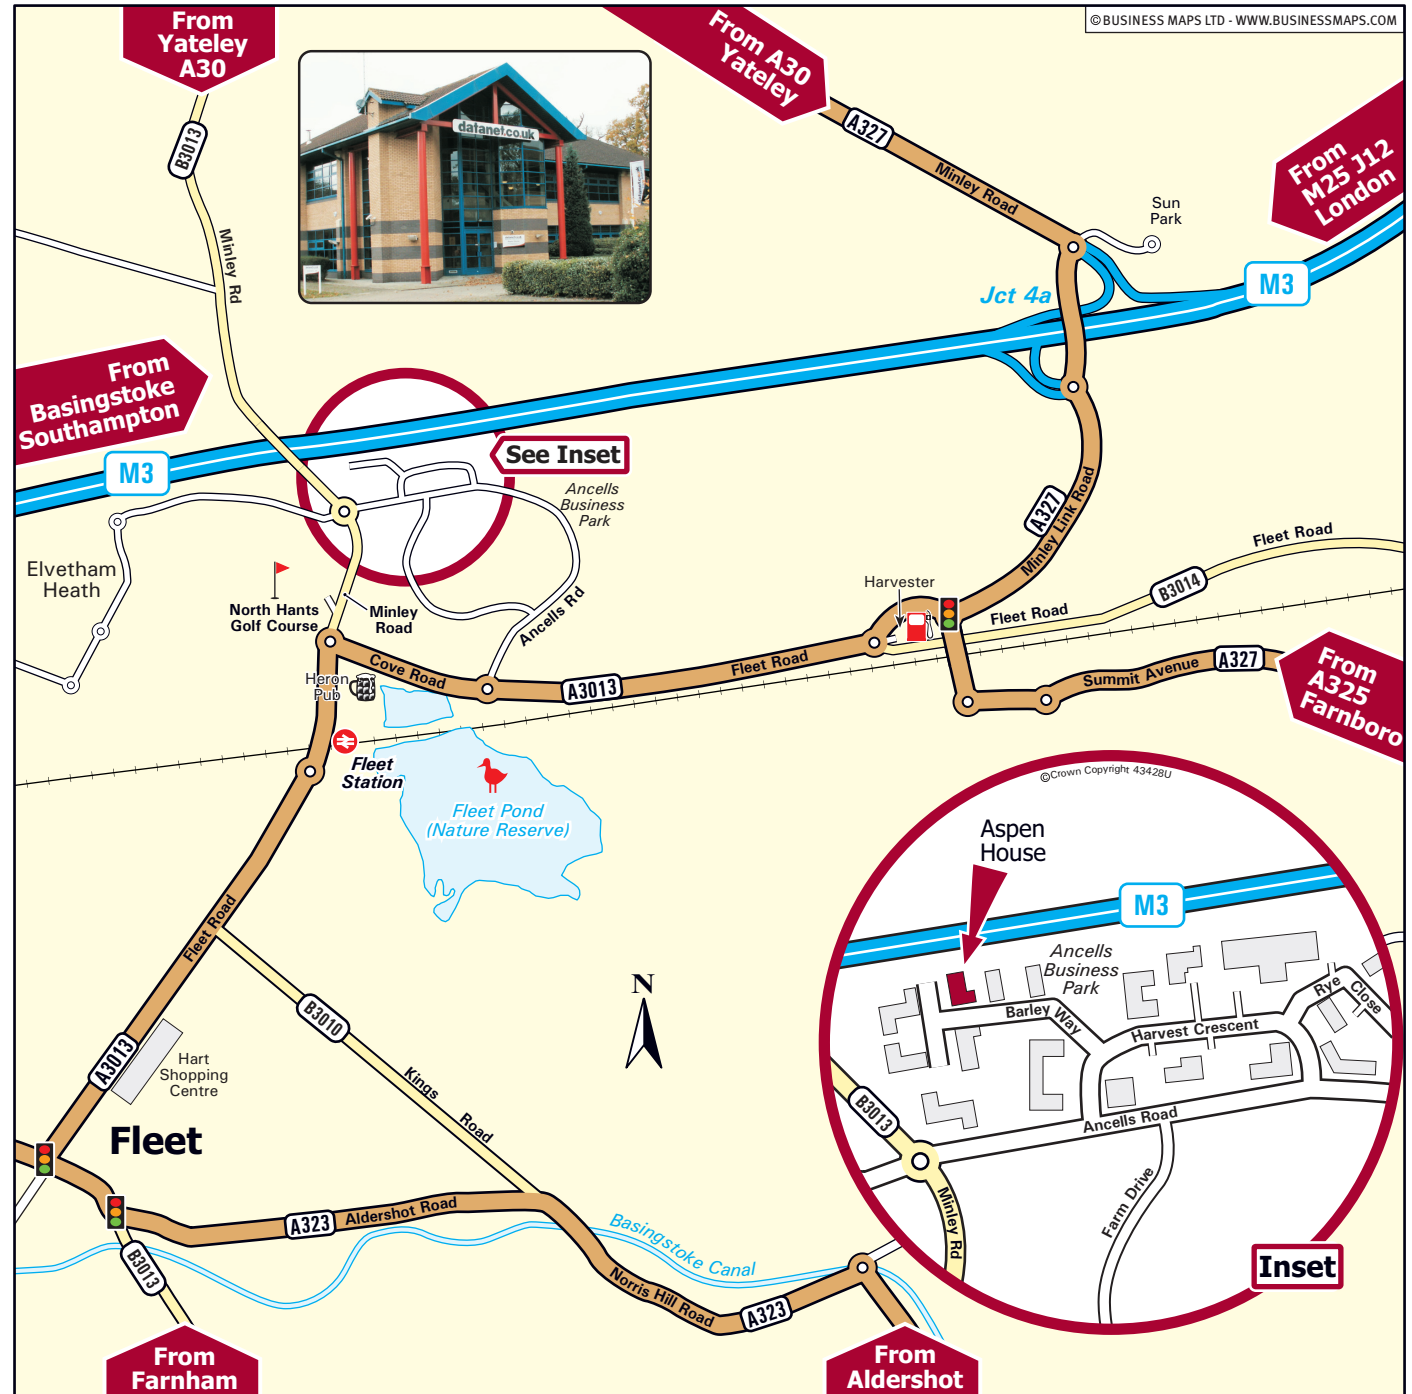 ©BUSINESS MAPS LTD - WWW.BUSINESSMAPS.COM
From
Yateley
A30
From A30
Yateley
From
M25 J12
London
B3013
A327
Minley Road
Sun
Park
datanet.co.uk
Minley Rd
Jct 4a
M3
From
Basingstoke
Southampton
M3
See Inset
Ancells
Business
Park
A327
Minley Link Road
Elvetham
Heath
North Hants
Golf Course
Minley
Road
Ancells Rd
Harvester
Fleet Road
B3014
Fleet Road
Heron
Pub
Cove Road
A3013
Fleet Road
Summit Avenue
A327
From
A325
Farnboro
Fleet
Station
Fleet Pond
(Nature Reserve)
©Crown Copyright 43428U
Aspen
House
M3
Ancells
Business
Park
Barley Way
Harvest Crescent
Rye Close
B3013
Ancells Road
Farm Drive
Minley Rd
Inset
Fleet Road
N
B3010
Kings Road
A3013
Hart
Shopping
Centre
Fleet
A323
Aldershot Road
Basingstoke Canal
B3013
Norris Hill Road
A323
From
Farnham
From
Aldershot